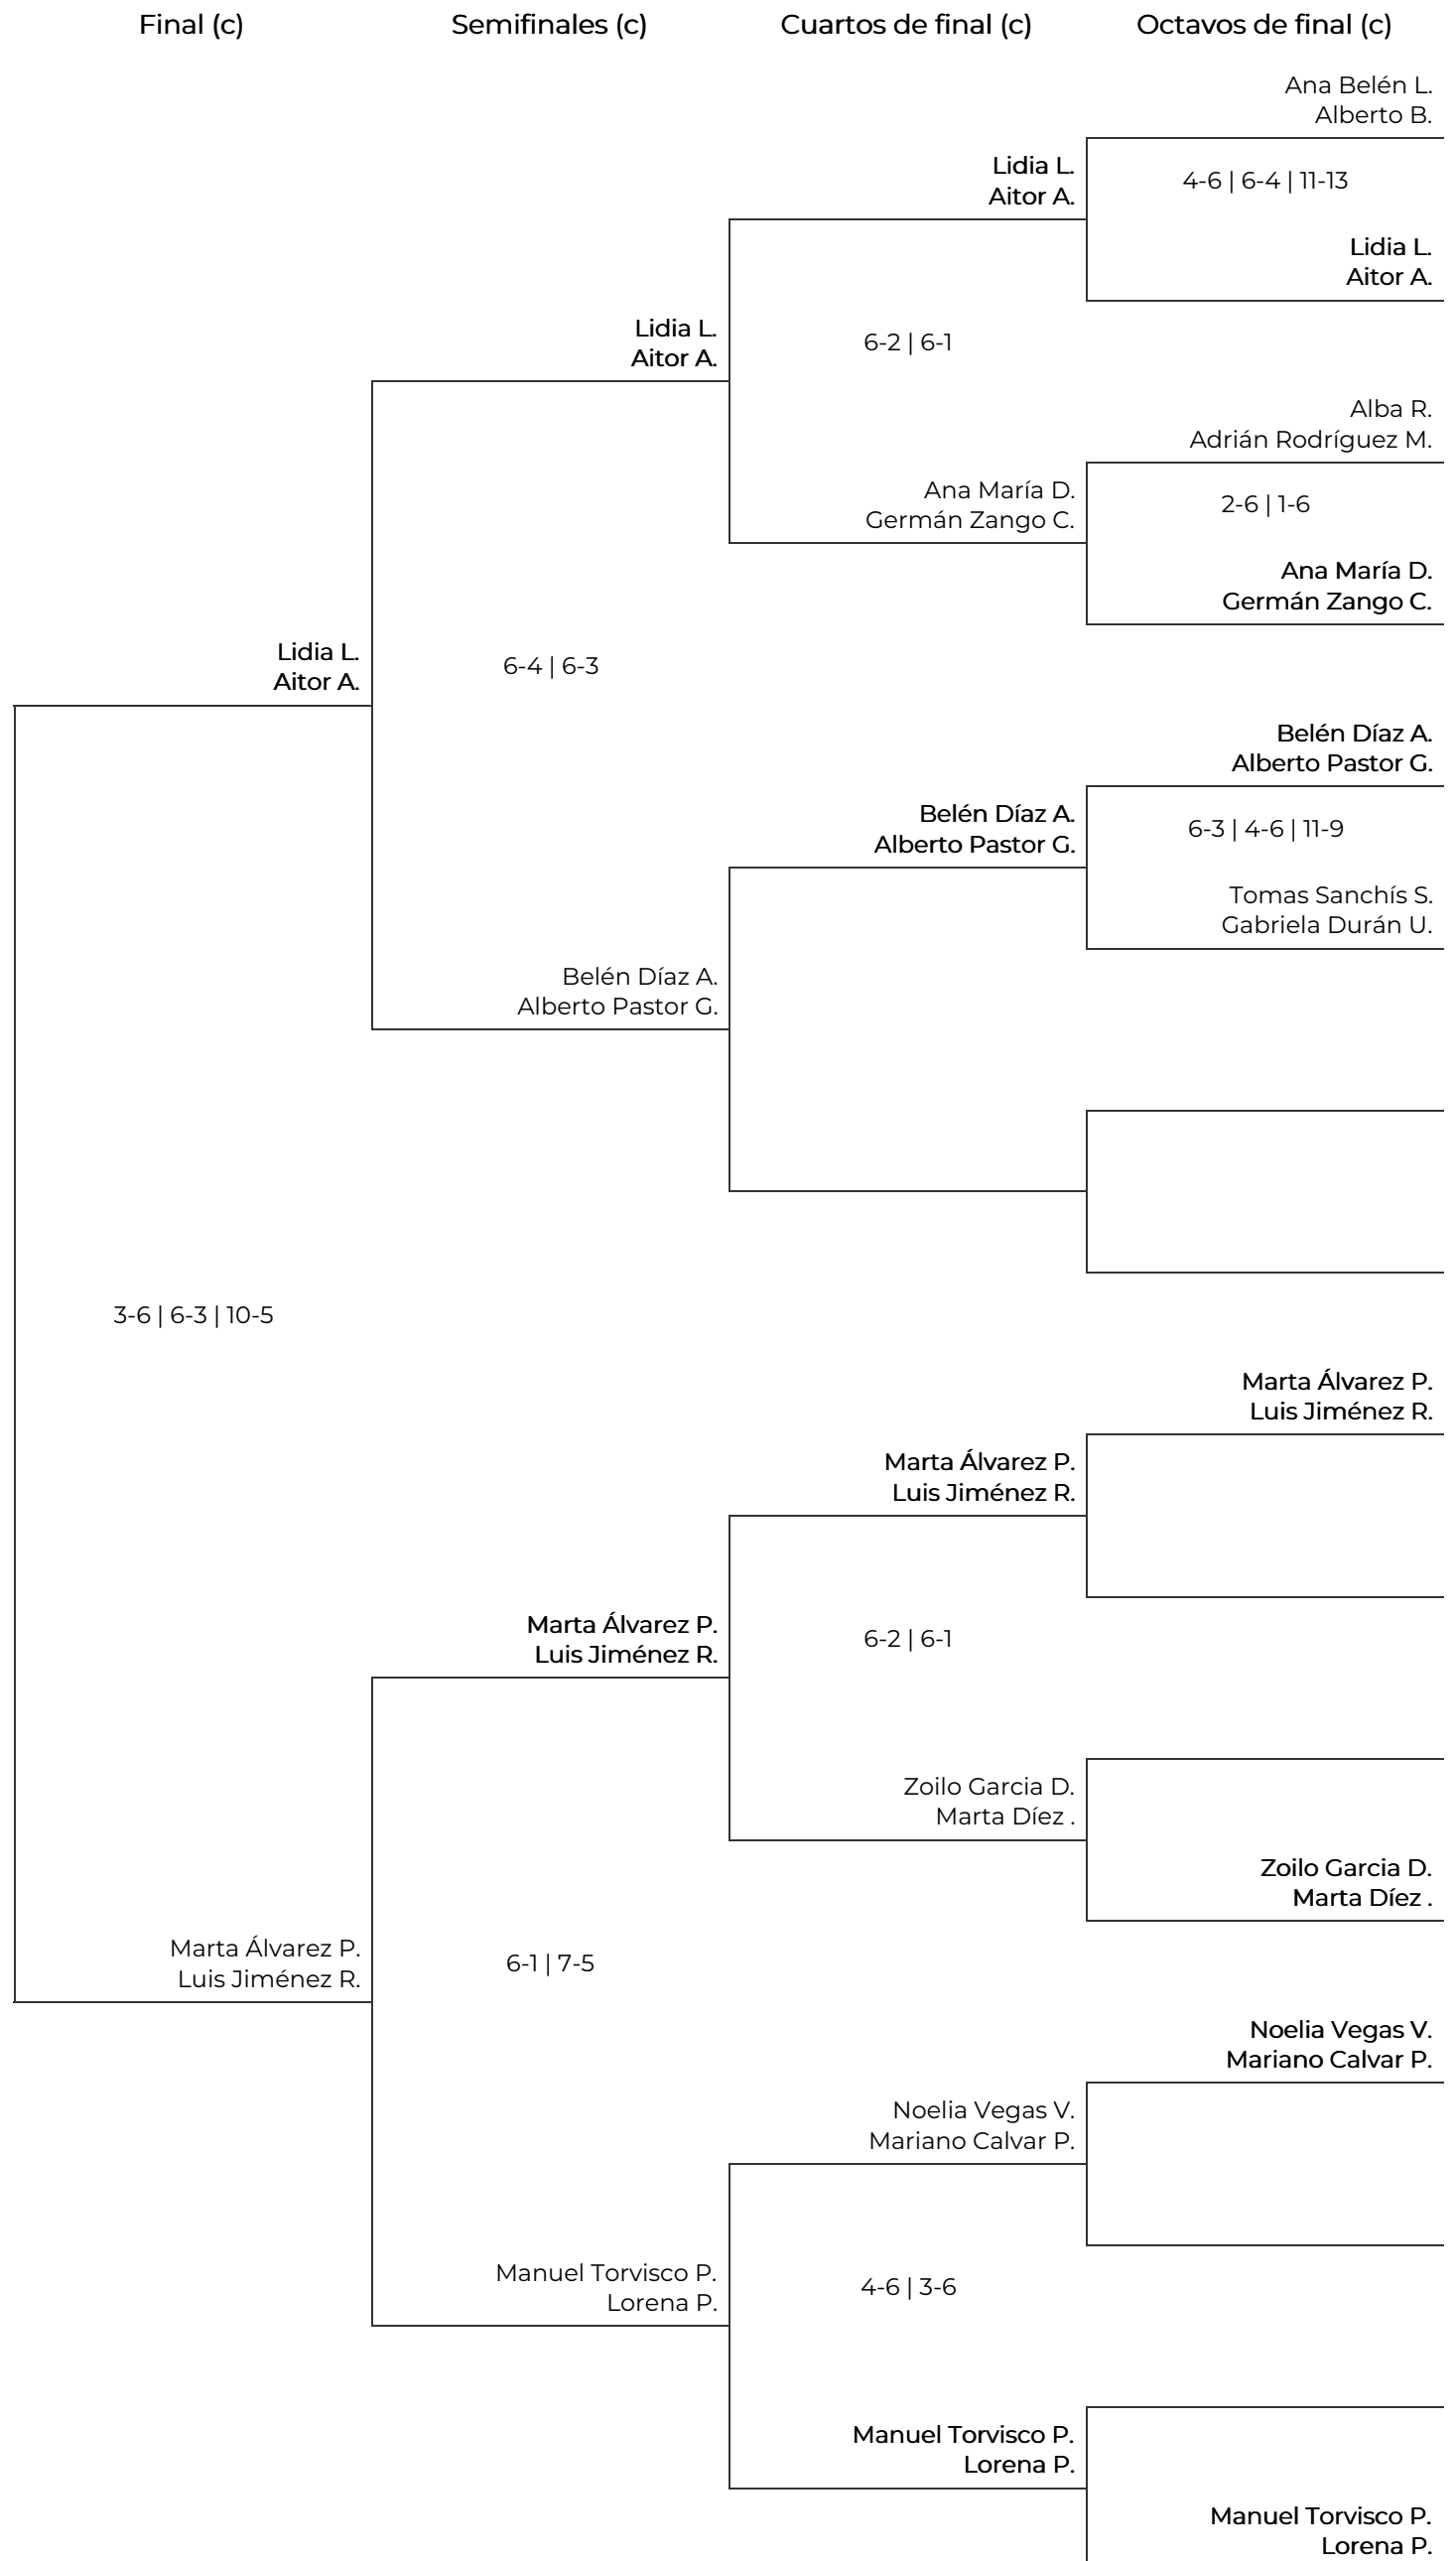 Final (c)
Semifinales (c)
Cuartos de final (c)
Octavos de final (c)
Ana Belén L.
Alberto B.
Lidia L.
Aitor A.
4-6 | 6-4 | 11-13
Lidia L.
Aitor A.
Lidia L.
Aitor A.
6-2 | 6-1
Alba R.
Adrián Rodríguez M.
Ana María D.
Germán Zango C.
2-6 | 1-6
Ana María D.
Germán Zango C.
Lidia L.
Aitor A.
6-4 | 6-3
Belén Díaz A.
Alberto Pastor G.
Belén Díaz A.
Alberto Pastor G.
6-3 | 4-6 | 11-9
Tomas Sanchís S.
Gabriela Durán U.
Belén Díaz A.
Alberto Pastor G.
3-6 | 6-3 | 10-5
Marta Álvarez P.
Luis Jiménez R.
Marta Álvarez P.
Luis Jiménez R.
Marta Álvarez P.
Luis Jiménez R.
6-2 | 6-1
Zoilo Garcia D.
Marta Díez .
Zoilo Garcia D.
Marta Díez .
Marta Álvarez P.
Luis Jiménez R.
6-1 | 7-5
Noelia Vegas V.
Mariano Calvar P.
Noelia Vegas V.
Mariano Calvar P.
Manuel Torvisco P.
Lorena P.
4-6 | 3-6
Manuel Torvisco P.
Lorena P.
Manuel Torvisco P.
Lorena P.